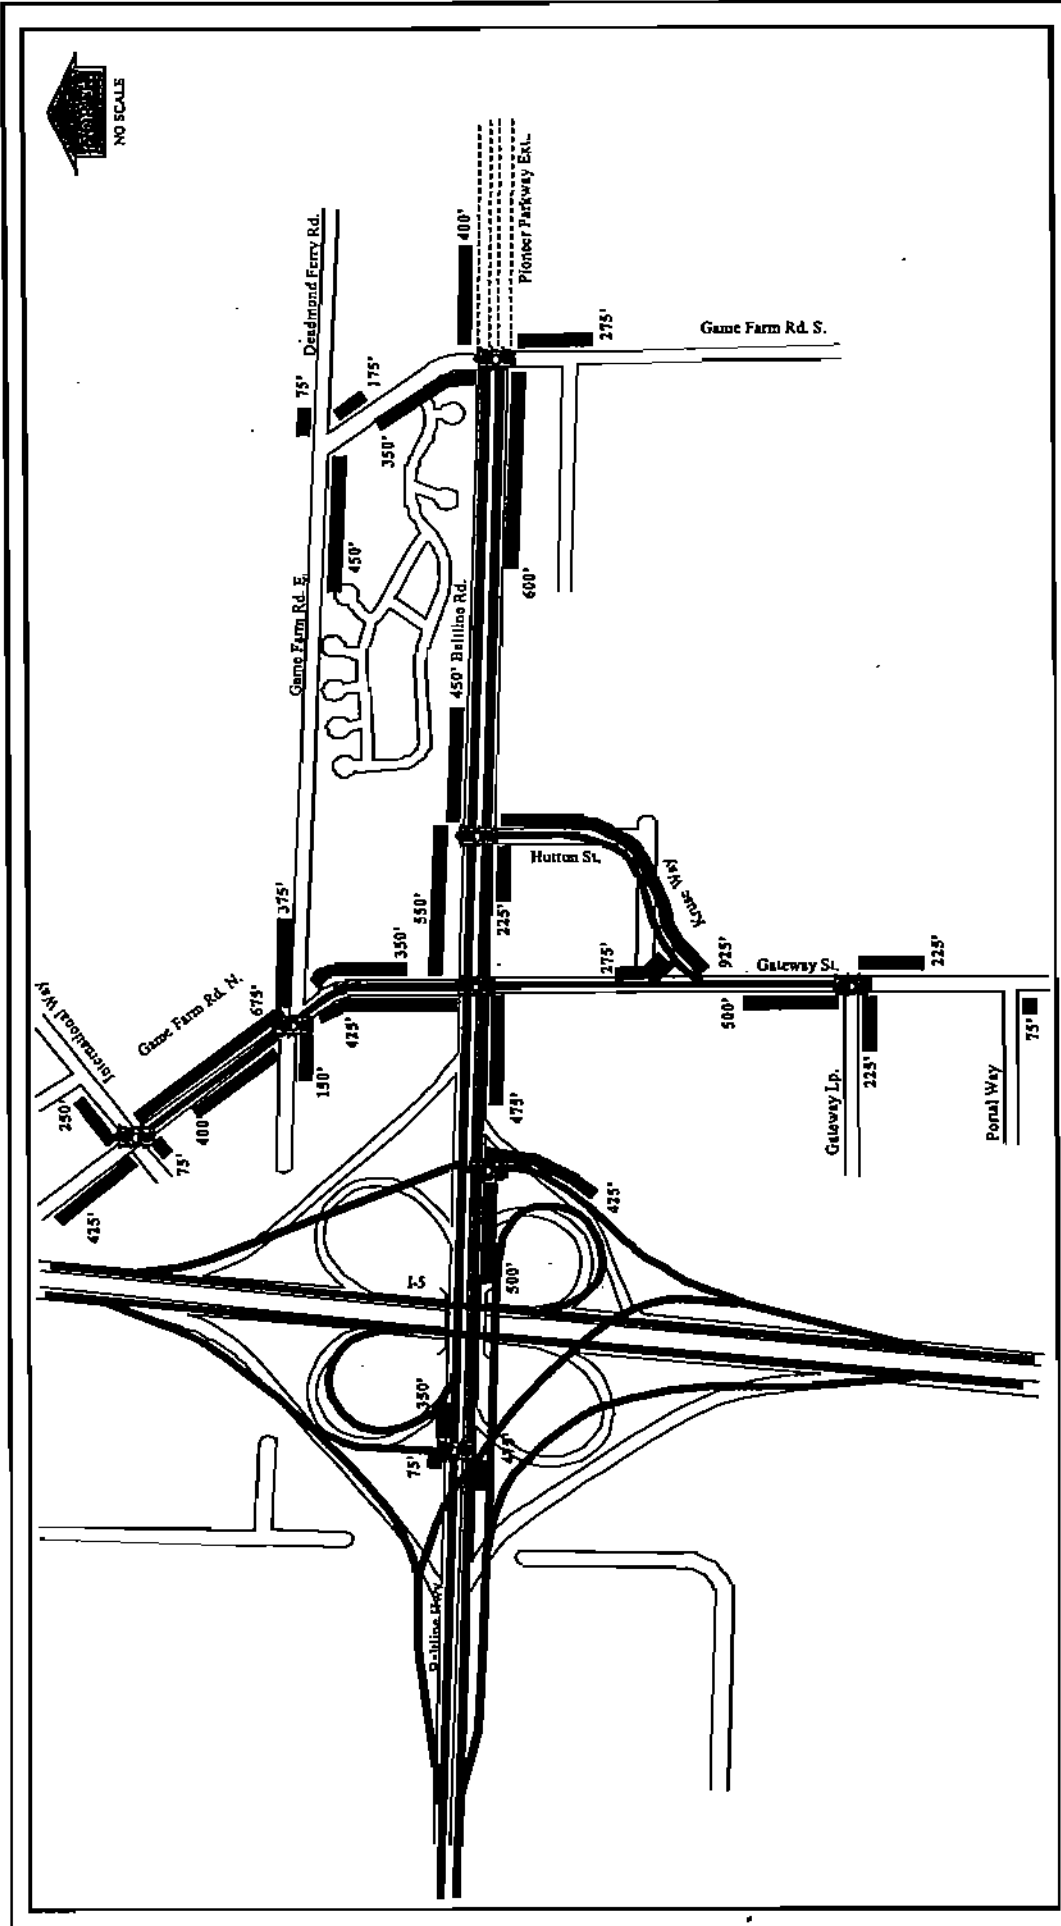 NO SCALE
Deadmond Ferry Rd.
400'
Pioneer Parkway Ext.
275'
Game Farm Rd. S.
75'
175'
350'
450'
600'
Game Farm Rd. E.
450'
Beltline Rd.
Hutton St.
Kruse Way
375'
550'
225'
350'
275'
925'
Gateway St.
225'
International Way
Game Farm Rd. N.
675'
425'
500'
75'
150'
475'
225'
250'
400'
75'
Gateway Lp.
Portal Way
425'
425'
I-5
500'
350'
75'
475'
Beltline Hwy